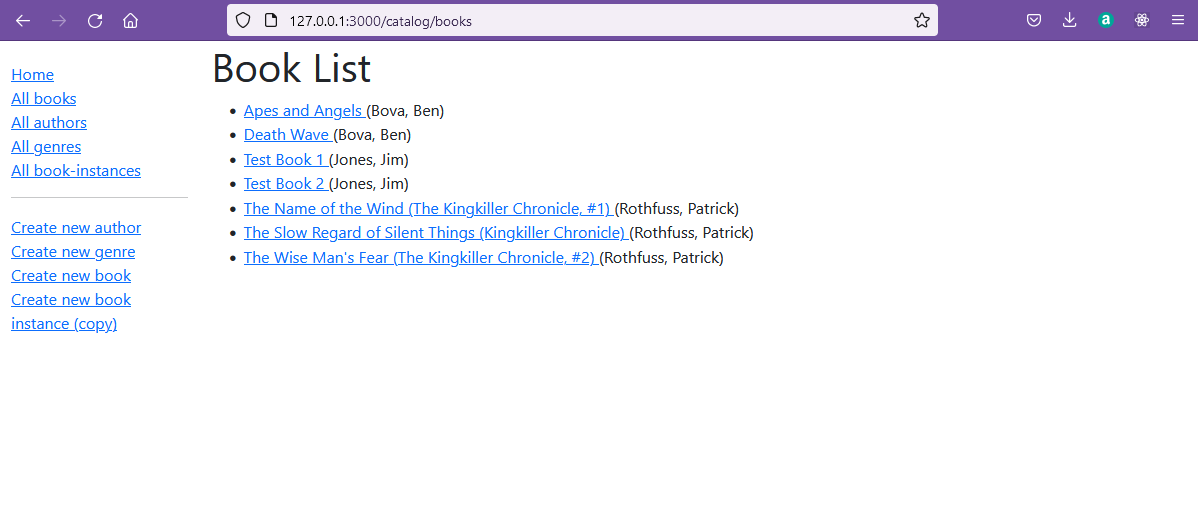 127.0.0.1:3000/catalog/books
Home
All books
All authors
All genres
All book-instances
Create new author
Create new genre
Create new book
Create new book
instance (copy)
Book List
Apes and Angels (Bova, Ben)
Death Wave (Bova, Ben)
Test Book 1 (Jones, Jim)
Test Book 2 (Jones, Jim)
The Name of the Wind (The Kingkiller Chronicle, #1) (Rothfuss, Patrick)
The Slow Regard of Silent Things (Kingkiller Chronicle) (Rothfuss, Patrick)
The Wise Man's Fear (The Kingkiller Chronicle, #2) (Rothfuss, Patrick)